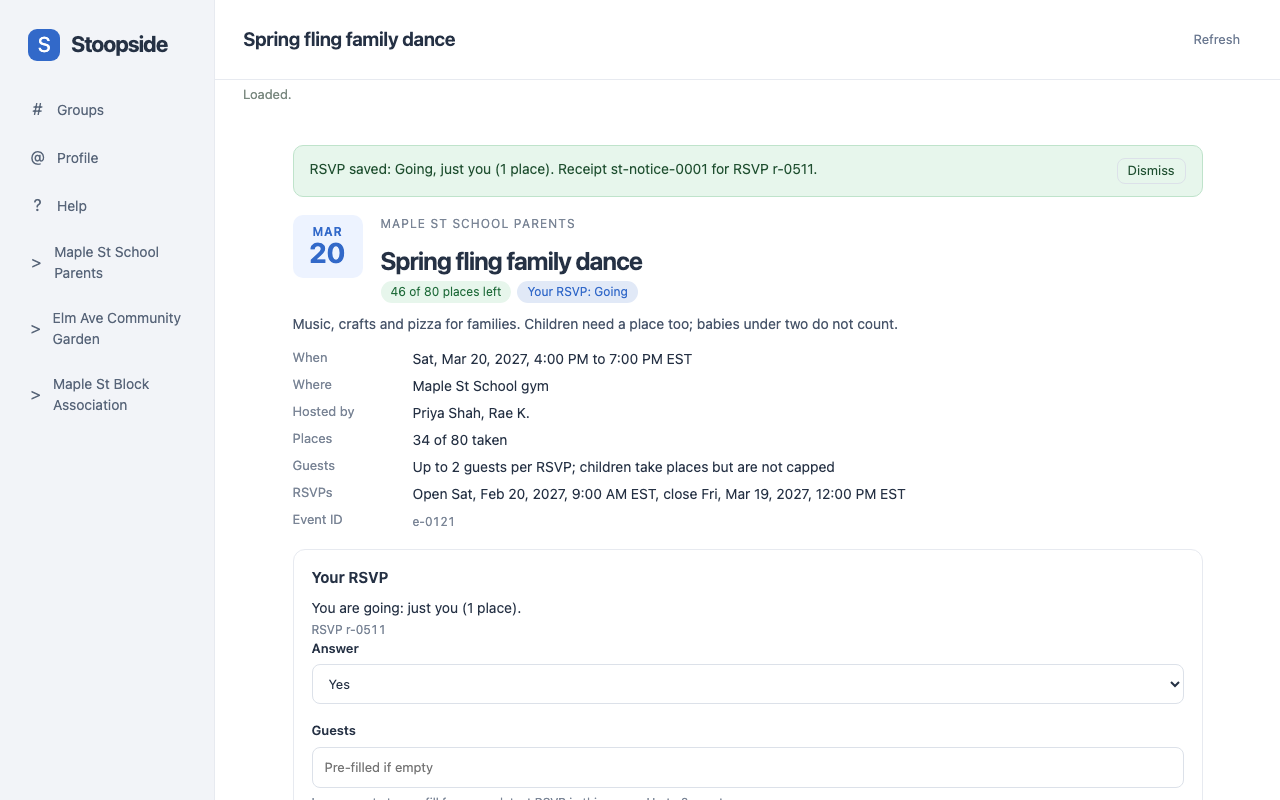 S Stoopside
# Groups
@ Profile
? Help
> Maple St School
Parents
> Elm Ave Community
Garden
> Maple St Block
Association
Spring fling family dance
Refresh
Loaded.
RSVP saved: Going, just you (1 place). Receipt st-notice-0001 for RSVP r-0511.
Dismiss
MAR
20
MAPLE ST SCHOOL PARENTS
Spring fling family dance
46 of 80 places left
Your RSVP: Going
Music, crafts and pizza for families. Children need a place too; babies under two do not count.
When Sat, Mar 20, 2027, 4:00 PM to 7:00 PM EST
Where Maple St School gym
Hosted by Priya Shah, Rae K.
Places 34 of 80 taken
Guests Up to 2 guests per RSVP; children take places but are not capped
RSVPs Open Sat, Feb 20, 2027, 9:00 AM EST, close Fri, Mar 19, 2027, 12:00 PM EST
Event ID e-0121
Your RSVP
You are going: just you (1 place).
RSVP r-0511
Answer
Yes
Guests
Pre-filled if empty